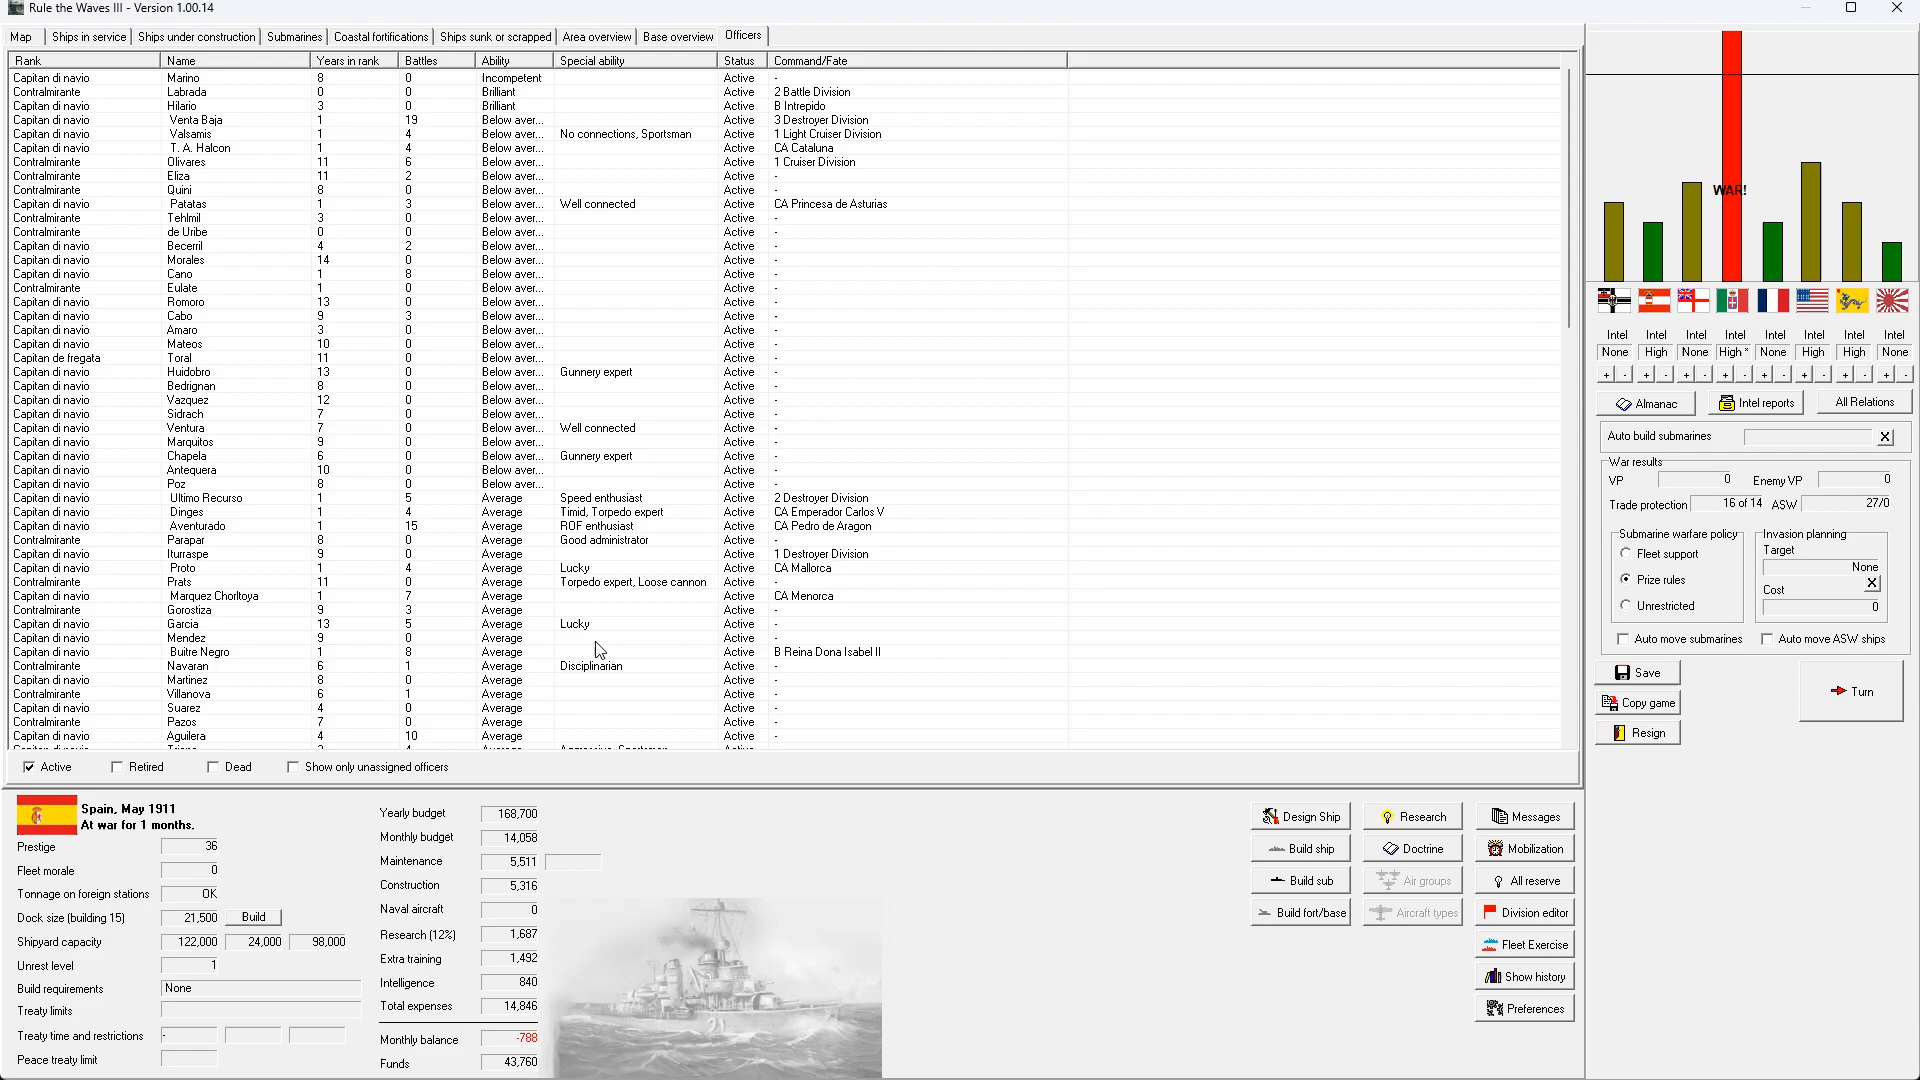 Rule the Waves III - Version 1.00.14
Map Ships in service Ships under construction Submarines Coastal fortifications Ships sunk or scrapped Area overview Base overview Officers
Rank Name Years in rank Battles Ability Special ability Status Command/Fate
Capitan di navio Marino 8 0 Incompetent Active -
Contralmirante Labrada 0 0 Brilliant Active 2 Battle Division
Capitan di navio Hilario 3 0 Brilliant Active B Intrepido
Capitan di navio Venta Baja 1 19 Below aver... Active 3 Destroyer Division
Capitan di navio Valsamis 1 4 Below aver... No connections, Sportsman Active 1 Light Cruiser Division
Capitan di navio T. A. Halcon 1 4 Below aver... Active CA Cataluna
Contralmirante Olivares 11 6 Below aver... Active 1 Cruiser Division
Contralmirante Eliza 11 2 Below aver... Active -
Contralmirante Quini 8 0 Below aver... Active -
Capitan di navio Patatas 1 3 Below aver... Well connected Active CA Princesa de Asturias
Contralmirante Tehlmil 3 0 Below aver... Active -
Contralmirante de Uribe 0 0 Below aver... Active -
Capitan di navio Becerril 4 2 Below aver... Active -
Capitan di navio Morales 14 0 Below aver... Active -
Capitan di navio Cano 1 8 Below aver... Active -
Contralmirante Eulate 1 0 Below aver... Active -
Capitan di navio Romoro 13 0 Below aver... Active -
Capitan di navio Cabo 9 3 Below aver... Active -
Capitan di navio Amaro 3 0 Below aver... Active -
Capitan di navio Mateos 10 0 Below aver... Active -
Capitan de fregata Toral 11 0 Below aver... Active -
Capitan di navio Huidobro 13 0 Below aver... Gunnery expert Active -
Capitan di navio Bedrignan 8 0 Below aver... Active -
Capitan di navio Vazquez 12 0 Below aver... Active -
Capitan di navio Sidrach 7 0 Below aver... Active -
Capitan di navio Ventura 7 0 Below aver... Well connected Active -
Capitan di navio Marquitos 9 0 Below aver... Active -
Capitan di navio Chapela 6 0 Below aver... Gunnery expert Active -
Capitan di navio Antequera 10 0 Below aver... Active -
Capitan di navio Poz 8 0 Below aver... Active -
Capitan di navio Ultimo Recurso 1 5 Average Speed enthusiast Active 2 Destroyer Division
Capitan di navio Dinges 1 4 Average Timid, Torpedo expert Active CA Emperador Carlos V
Capitan di navio Aventurado 1 15 Average ROF enthusiast Active CA Pedro de Aragon
Contralmirante Parapar 8 0 Average Good administrator Active -
Capitan di navio Iturraspe 9 0 Average Active 1 Destroyer Division
Capitan di navio Proto 1 4 Average Lucky Active CA Mallorca
Contralmirante Prats 11 0 Average Torpedo expert, Loose cannon Active -
Capitan di navio Marquez Chorltoya 1 7 Average Active CA Menorca
Contralmirante Gorostiza 9 3 Average Active -
Capitan di navio Garcia 13 5 Average Lucky Active -
Capitan di navio Mendez 9 0 Average Active -
Capitan di navio Buitre Negro 1 8 Average Active B Reina Dona Isabel II
Contralmirante Navaran 6 1 Average Disciplinarian Active -
Capitan di navio Martinez 8 0 Average Active -
Contralmirante Villanova 6 1 Average Active -
Capitan di navio Suarez 4 0 Average Active -
Contralmirante Pazos 7 0 Average Active -
Capitan di navio Aguilera 4 10 Average Active -
Active Retired Dead Show only unassigned officers
Spain, May 1911
At war for 1 months.
Prestige 36
Fleet morale 0
Tonnage on foreign stations OK
Dock size (building 15) 21,500 Build
Shipyard capacity 122,000 24,000 98,000
Unrest level 1
Build requirements None
Treaty limits
Treaty time and restrictions -
Peace treaty limit
Yearly budget 168,700
Monthly budget 14,058
Maintenance 5,511
Construction 5,316
Naval aircraft 0
Research (12%) 1,687
Extra training 1,492
Intelligence 840
Total expenses 14,846
Monthly balance -788
Funds 43,760
Design Ship Research Messages
Build ship Doctrine Mobilization
Build sub Air groups All reserve
Build fort/base Aircraft types Division editor
Fleet Exercise
Show history
Preferences
WAR!
Intel Intel Intel Intel Intel Intel Intel Intel
None High None High * None High High None
+ - + - + - + - + - + - + - + -
Almanac Intel reports All Relations
Auto build submarines X
War results
VP 0 Enemy VP 0
Trade protection 16 of 14 ASW 27/0
Submarine warfare policy
Fleet support
Prize rules
Unrestricted
Invasion planning
Target
None
Cost X
0
Auto move submarines Auto move ASW ships
Save
Copy game
Resign
Turn